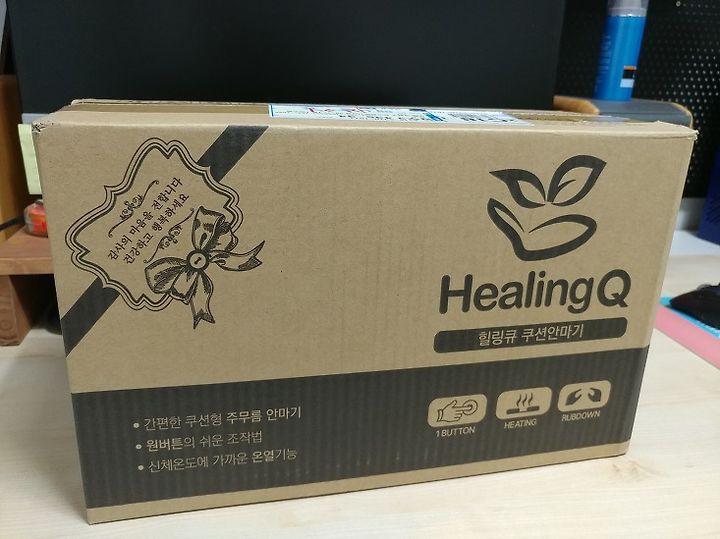 감사의 마음을 전합니다
건강하고 행복하세요
HealingQ
힐링큐 쿠션안마기
• 간편한 쿠션형 주무름 안마기
• 원버튼의 쉬운 조작법
• 신체온도에 가까운 온열기능
1 BUTTON
HEATING
RUBDOWN